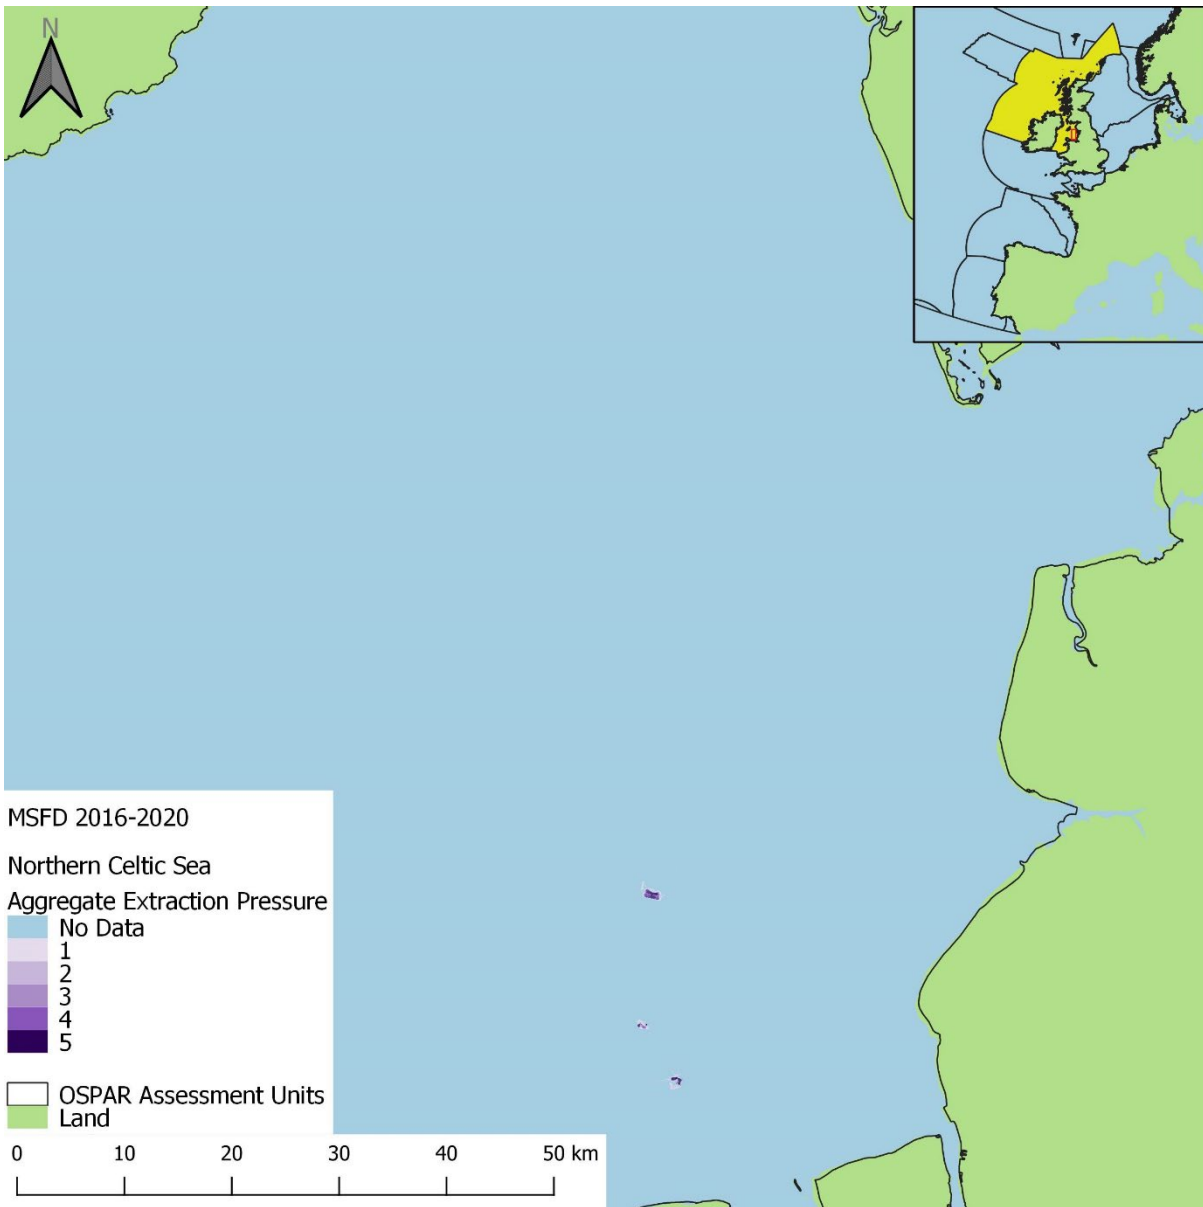 N
MSFD 2016-2020
Northern Celtic Sea
Aggregate Extraction Pressure
No Data
1
2
3
4
5
OSPAR Assessment Units
Land
0 10 20 30 40 50 km